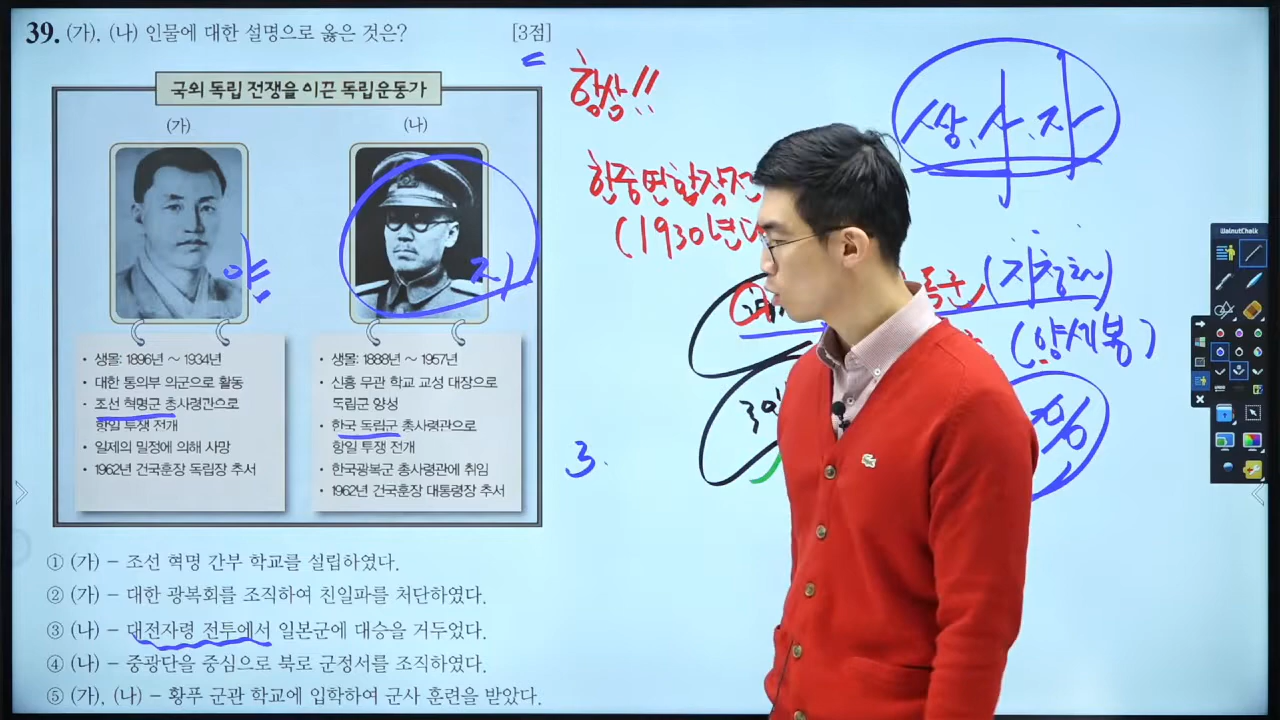 39. (가), (나) 인물에 대한 설명으로 옳은 것은? [3점]
국외 독립 전쟁을 이끈 독립운동가
(가)
(나)
양
지
• 생몰: 1896년 ~ 1934년
• 대한 통의부 의군으로 활동
• 조선 혁명군 총사령관으로
항일 투쟁 전개
• 일제의 밀정에 의해 사망
• 1962년 건국훈장 독립장 추서
• 생몰: 1888년 ~ 1957년
• 신흥 무관 학교 교성 대장으로
독립군 양성
• 한국 독립군 총사령관으로
항일 투쟁 전개
• 한국광복군 총사령관에 취임
• 1962년 건국훈장 대통령장 추서
① (가) - 조선 혁명 간부 학교를 설립하였다.
② (가) - 대한 광복회를 조직하여 친일파를 처단하였다.
③ (나) - 대전자령 전투에서 일본군에 대승을 거두었다.
④ (나) - 중광단을 중심으로 북로 군정서를 조직하였다.
⑤ (가), (나) - 황푸 군관 학교에 입학하여 군사 훈련을 받았다.
항상!!
쌍.사.자
한중연합작전
(1930년대
독군 (지청천)
(양세봉)
3.
WalnutChalk